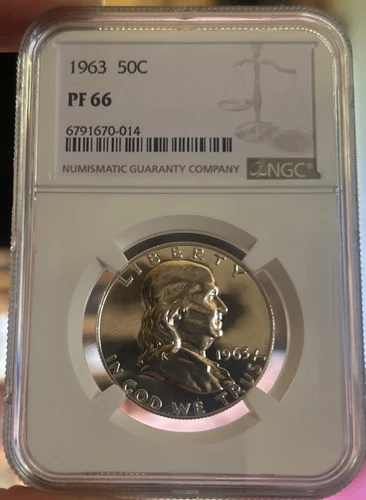 1963 50C
PF 66
6791670-014
NUMISMATIC GUARANTY COMPANY
NGC®
LIBERTY
1963
IN GOD WE TRUST